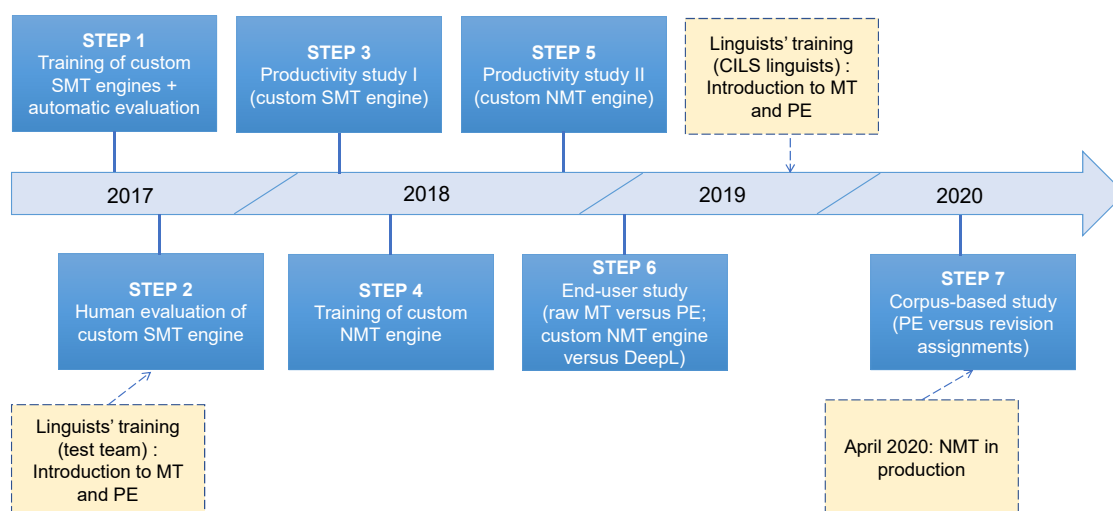 STEP 1
Training of custom
SMT engines +
automatic evaluation
STEP 3
Productivity study I
(custom SMT engine)
STEP 5
Productivity study II
(custom NMT engine)
Linguists' training
(CILS linguists) :
Introduction to MT
and PE
2017
2018
2019
2020
STEP 2
Human evaluation of
custom SMT engine
STEP 4
Training of custom
NMT engine
STEP 6
End-user study
(raw MT versus PE;
custom NMT engine
versus DeepL)
STEP 7
Corpus-based study
(PE versus revision
assignments)
Linguists' training
(test team) :
Introduction to MT
and PE
April 2020: NMT in
production